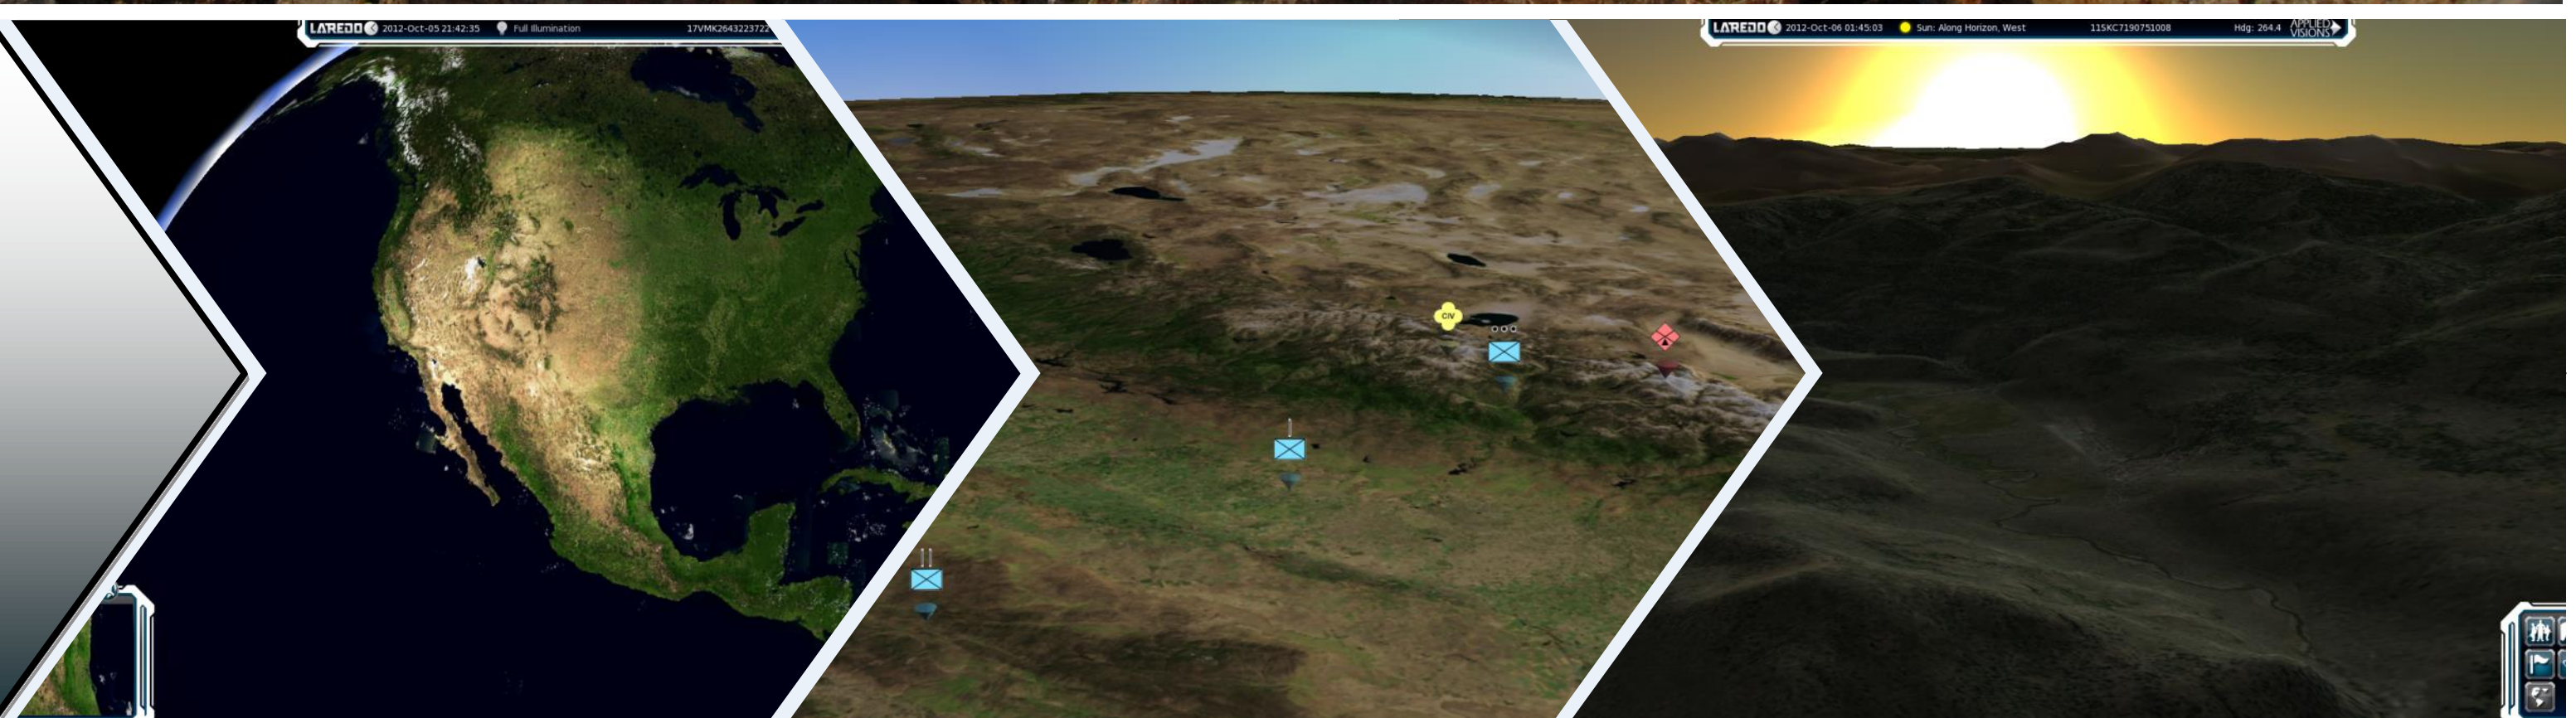 LAREDO 2012-Oct-05 21:42:35 Full Illumination 17VMK2643223722
LAREDO 2012-Oct-06 01:45:03 Sun: Along Horizon, West 11SKC7190751008 Hdg: 264.4 APPLIED VISIONS
CIV